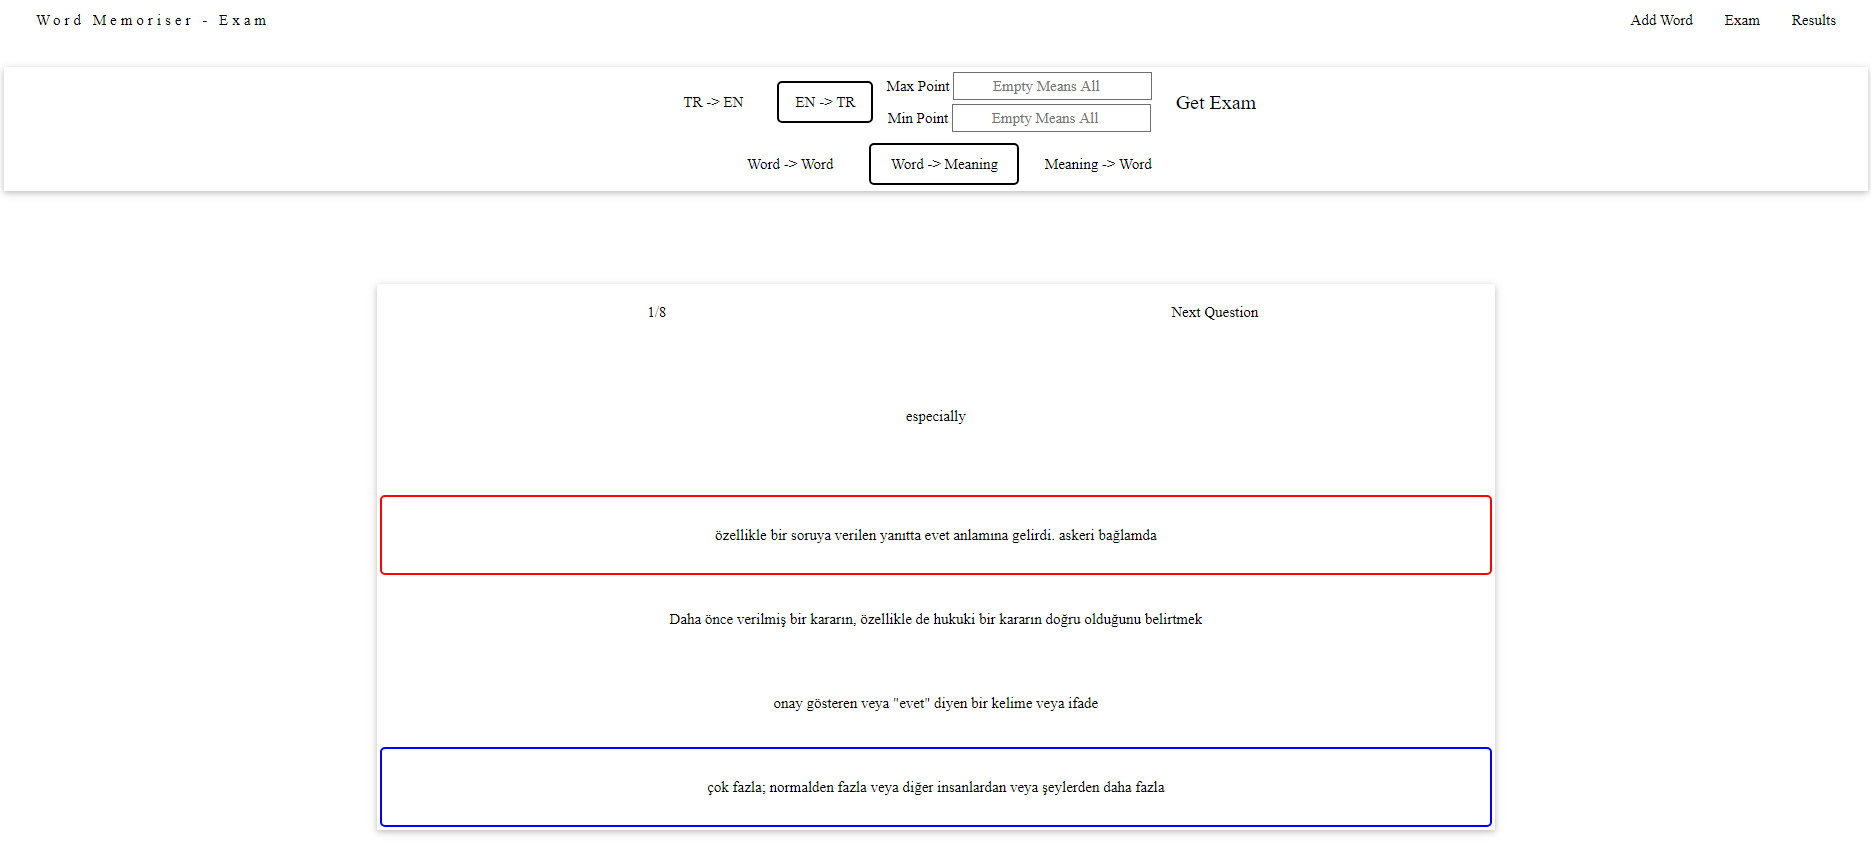 Word Memoriser - Exam
Add Word Exam Results
TR -> EN
EN -> TR
Max Point Empty Means All
Min Point Empty Means All
Get Exam
Word -> Word
Word -> Meaning
Meaning -> Word
1/8
Next Question
especially
özellikle bir soruya verilen yanıtta evet anlamına gelirdi. askeri bağlamda
Daha önce verilmiş bir kararın, özellikle de hukuki bir kararın doğru olduğunu belirtmek
onay gösteren veya "evet" diyen bir kelime veya ifade
çok fazla; normalden fazla veya diğer insanlardan veya şeylerden daha fazla